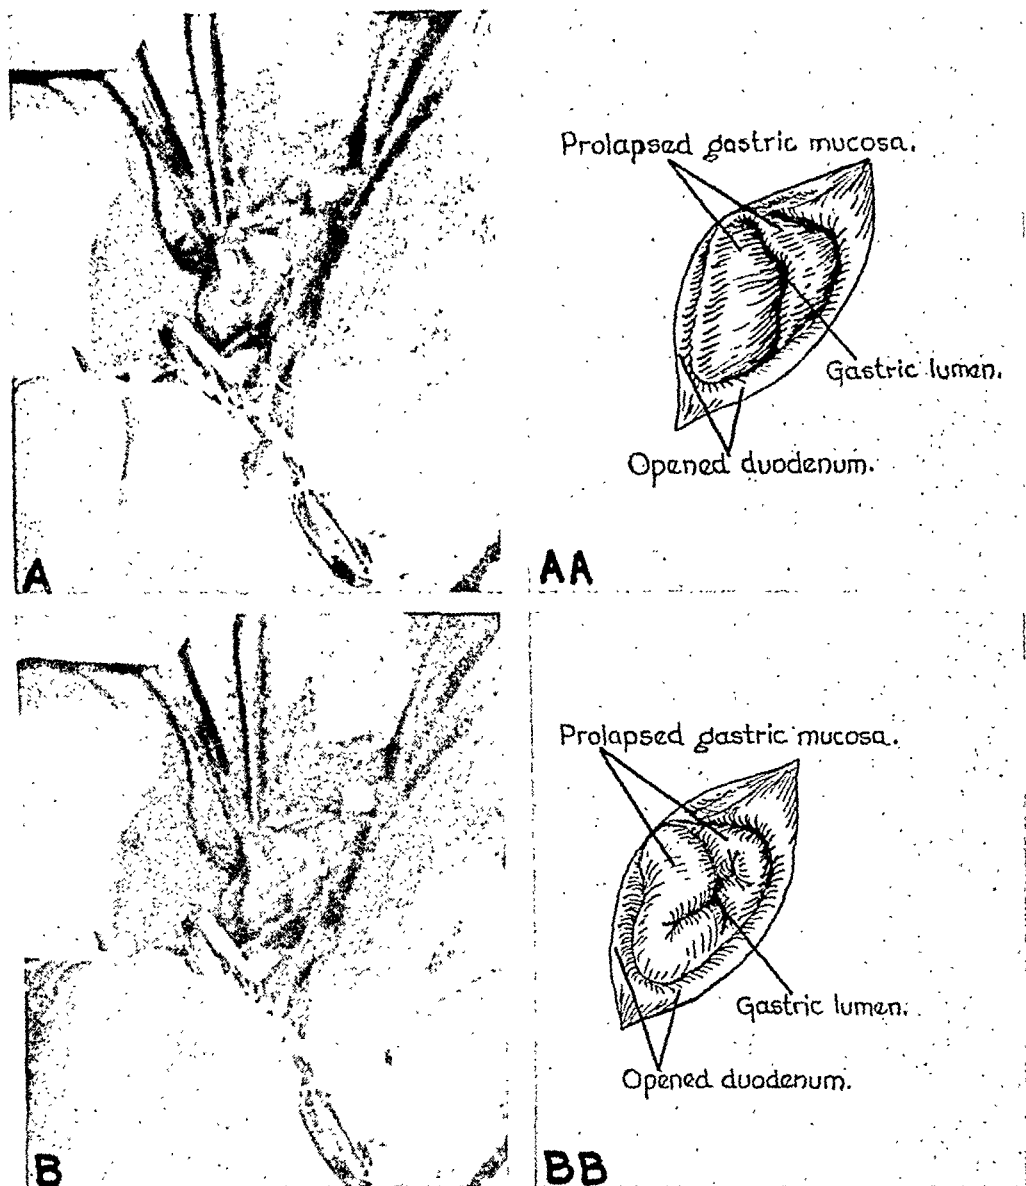 Prolapsed gastric mucosa.
Gastric lumen.
Opened duodenum.
A
AA
Prolapsed gastric mucosa.
Gastric lumen.
Opened duodenum.
B
BB